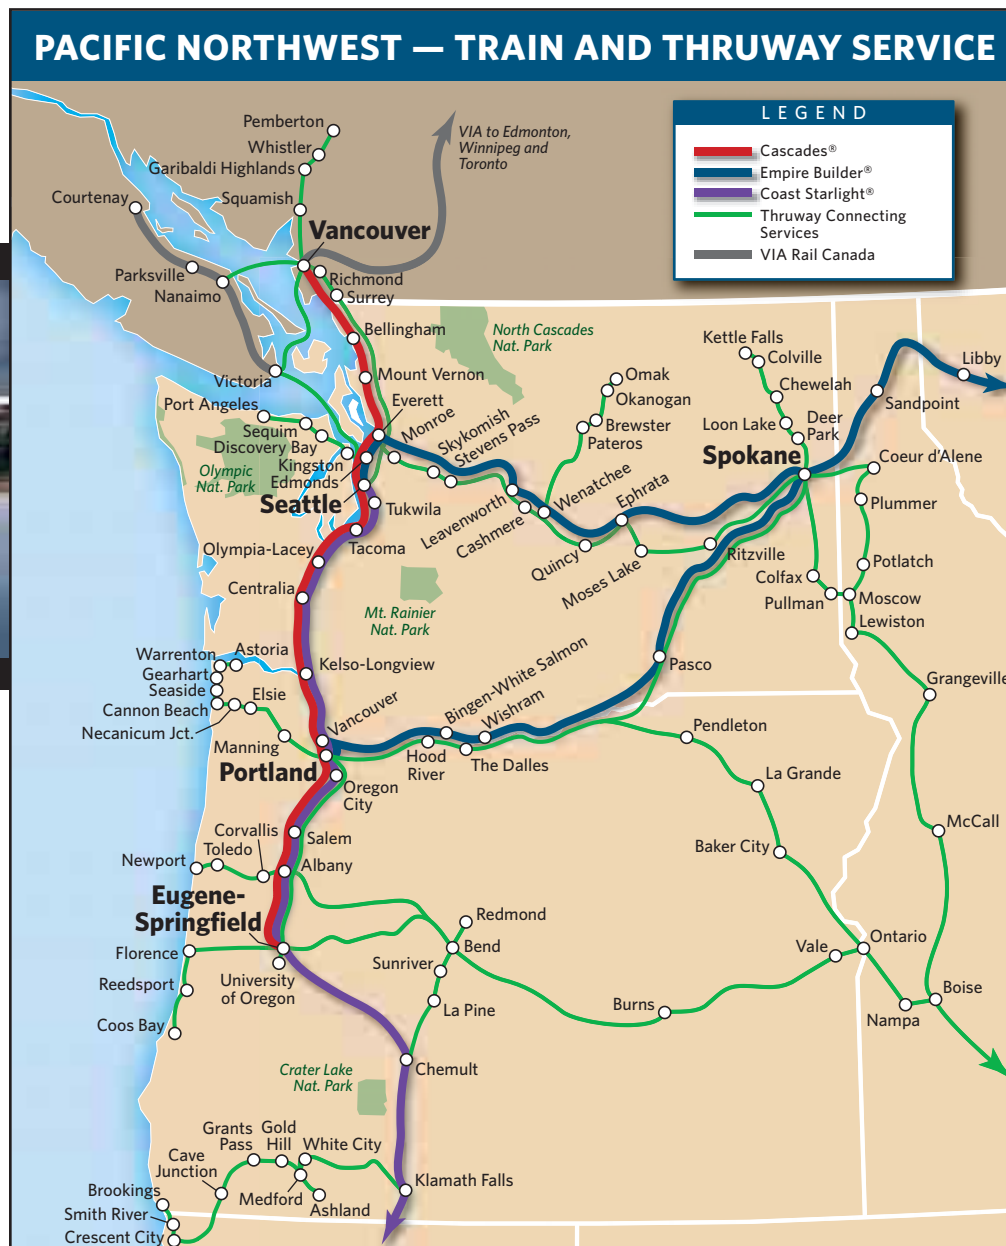 PACIFIC NORTHWEST — TRAIN AND THRUWAY SERVICE
LEGEND
Cascades®
Empire Builder®
Coast Starlight®
Thruway Connecting
Services
VIA Rail Canada
Pemberton
Whistler
Garibaldi Highlands
Squamish
VIA to Edmonton,
Winnipeg and
Toronto
Courtenay
Vancouver
Parksville
Nanaimo
Richmond
Surrey
Bellingham
North Cascades
Nat. Park
Mount Vernon
Victoria
Everett
Port Angeles
Sequim
Discovery Bay
Kingston
Edmonds
Olympic
Nat. Park
Monroe
Skykomish
Stevens Pass
Seattle
Tukwila
Tacoma
Leavenworth
Cashmere
Wenatchee
Omak
Okanogan
Brewster
Pateros
Quincy
Ephrata
Moses Lake
Ritzville
Kettle Falls
Colville
Chewelah
Loon Lake
Deer
Park
Spokane
Libby
Sandpoint
Coeur d'Alene
Plummer
Potlatch
Colfax
Pullman
Moscow
Lewiston
Grangeville
McCall
Olympia-Lacey
Centralia
Mt. Rainier
Nat. Park
Kelso-Longview
Warrenton
Astoria
Gearhart
Seaside
Cannon Beach
Elsie
Necanicum Jct.
Manning
Vancouver
Portland
Bingen-White Salmon
Wishram
Hood
River
The Dalles
Pasco
Pendleton
La Grande
Baker City
Oregon
City
Salem
Corvallis
Toledo
Newport
Albany
Eugene-
Springfield
Florence
Reedsport
Coos Bay
University
of Oregon
Redmond
Bend
Sunriver
La Pine
Burns
Vale
Ontario
Nampa
Boise
Chemult
Crater Lake
Nat. Park
Klamath Falls
Grants
Pass
Gold
Hill
White City
Cave
Junction
Medford
Ashland
Brookings
Smith River
Crescent City